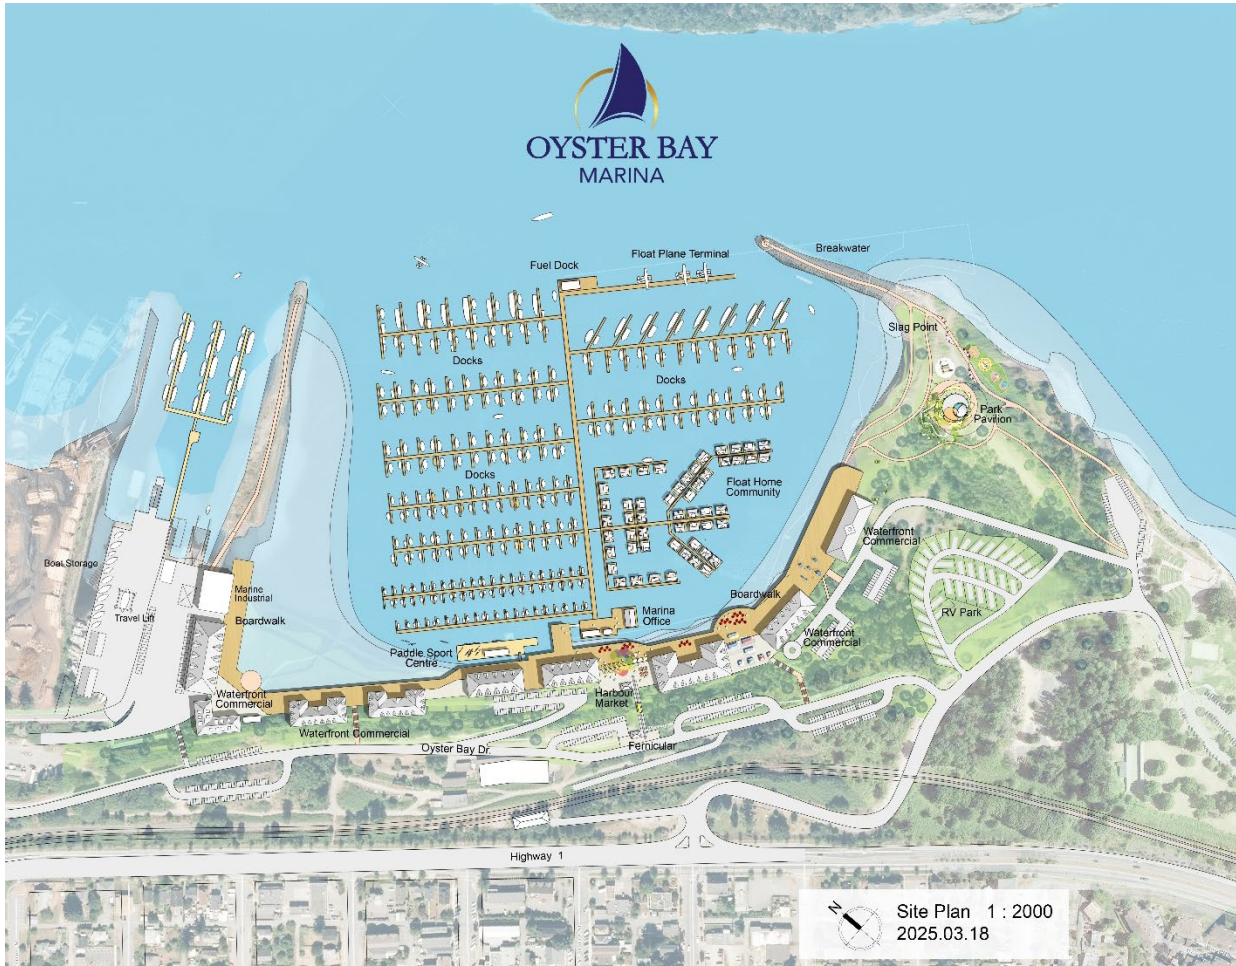 OYSTER BAY
MARINA
Breakwater
Float Plane Terminal
Fuel Dock
Slag Point
Docks
Docks
Park
Pavilion
Docks
Float Home
Community
Waterfront
Commercial
Boat Storage
Marine
Industrial
Boardwalk
RV Park
Travel Lift
Boardwalk
Marina
Office
Waterfront
Commercial
Paddle Sport
Centre
Waterfront
Commercial
Harbour
Market
Waterfront Commercial
Fernicular
Oyster Bay Dr.
Highway 1
N
Site Plan 1 : 2000
2025.03.18